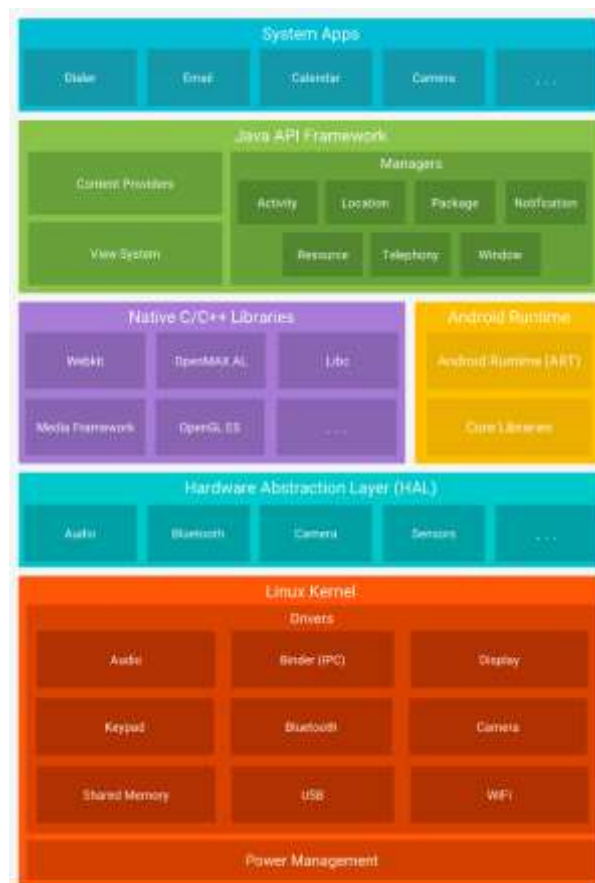 System Apps
Dialer Email Calendar Camera . . .
Java API Framework
Content Providers
Managers
Activity Location Package Notification
View System
Resource Telephony Window
Native C/C++ Libraries
Webkit OpenMAX AL Libc
Media Framework OpenGL ES . . .
Android Runtime
Android Runtime (ART)
Core Libraries
Hardware Abstraction Layer (HAL)
Audio Bluetooth Camera Sensors . . .
Linux Kernel
Drivers
Audio Binder (IPC) Display
Keypad Bluetooth Camera
Shared Memory USB WiFi
Power Management